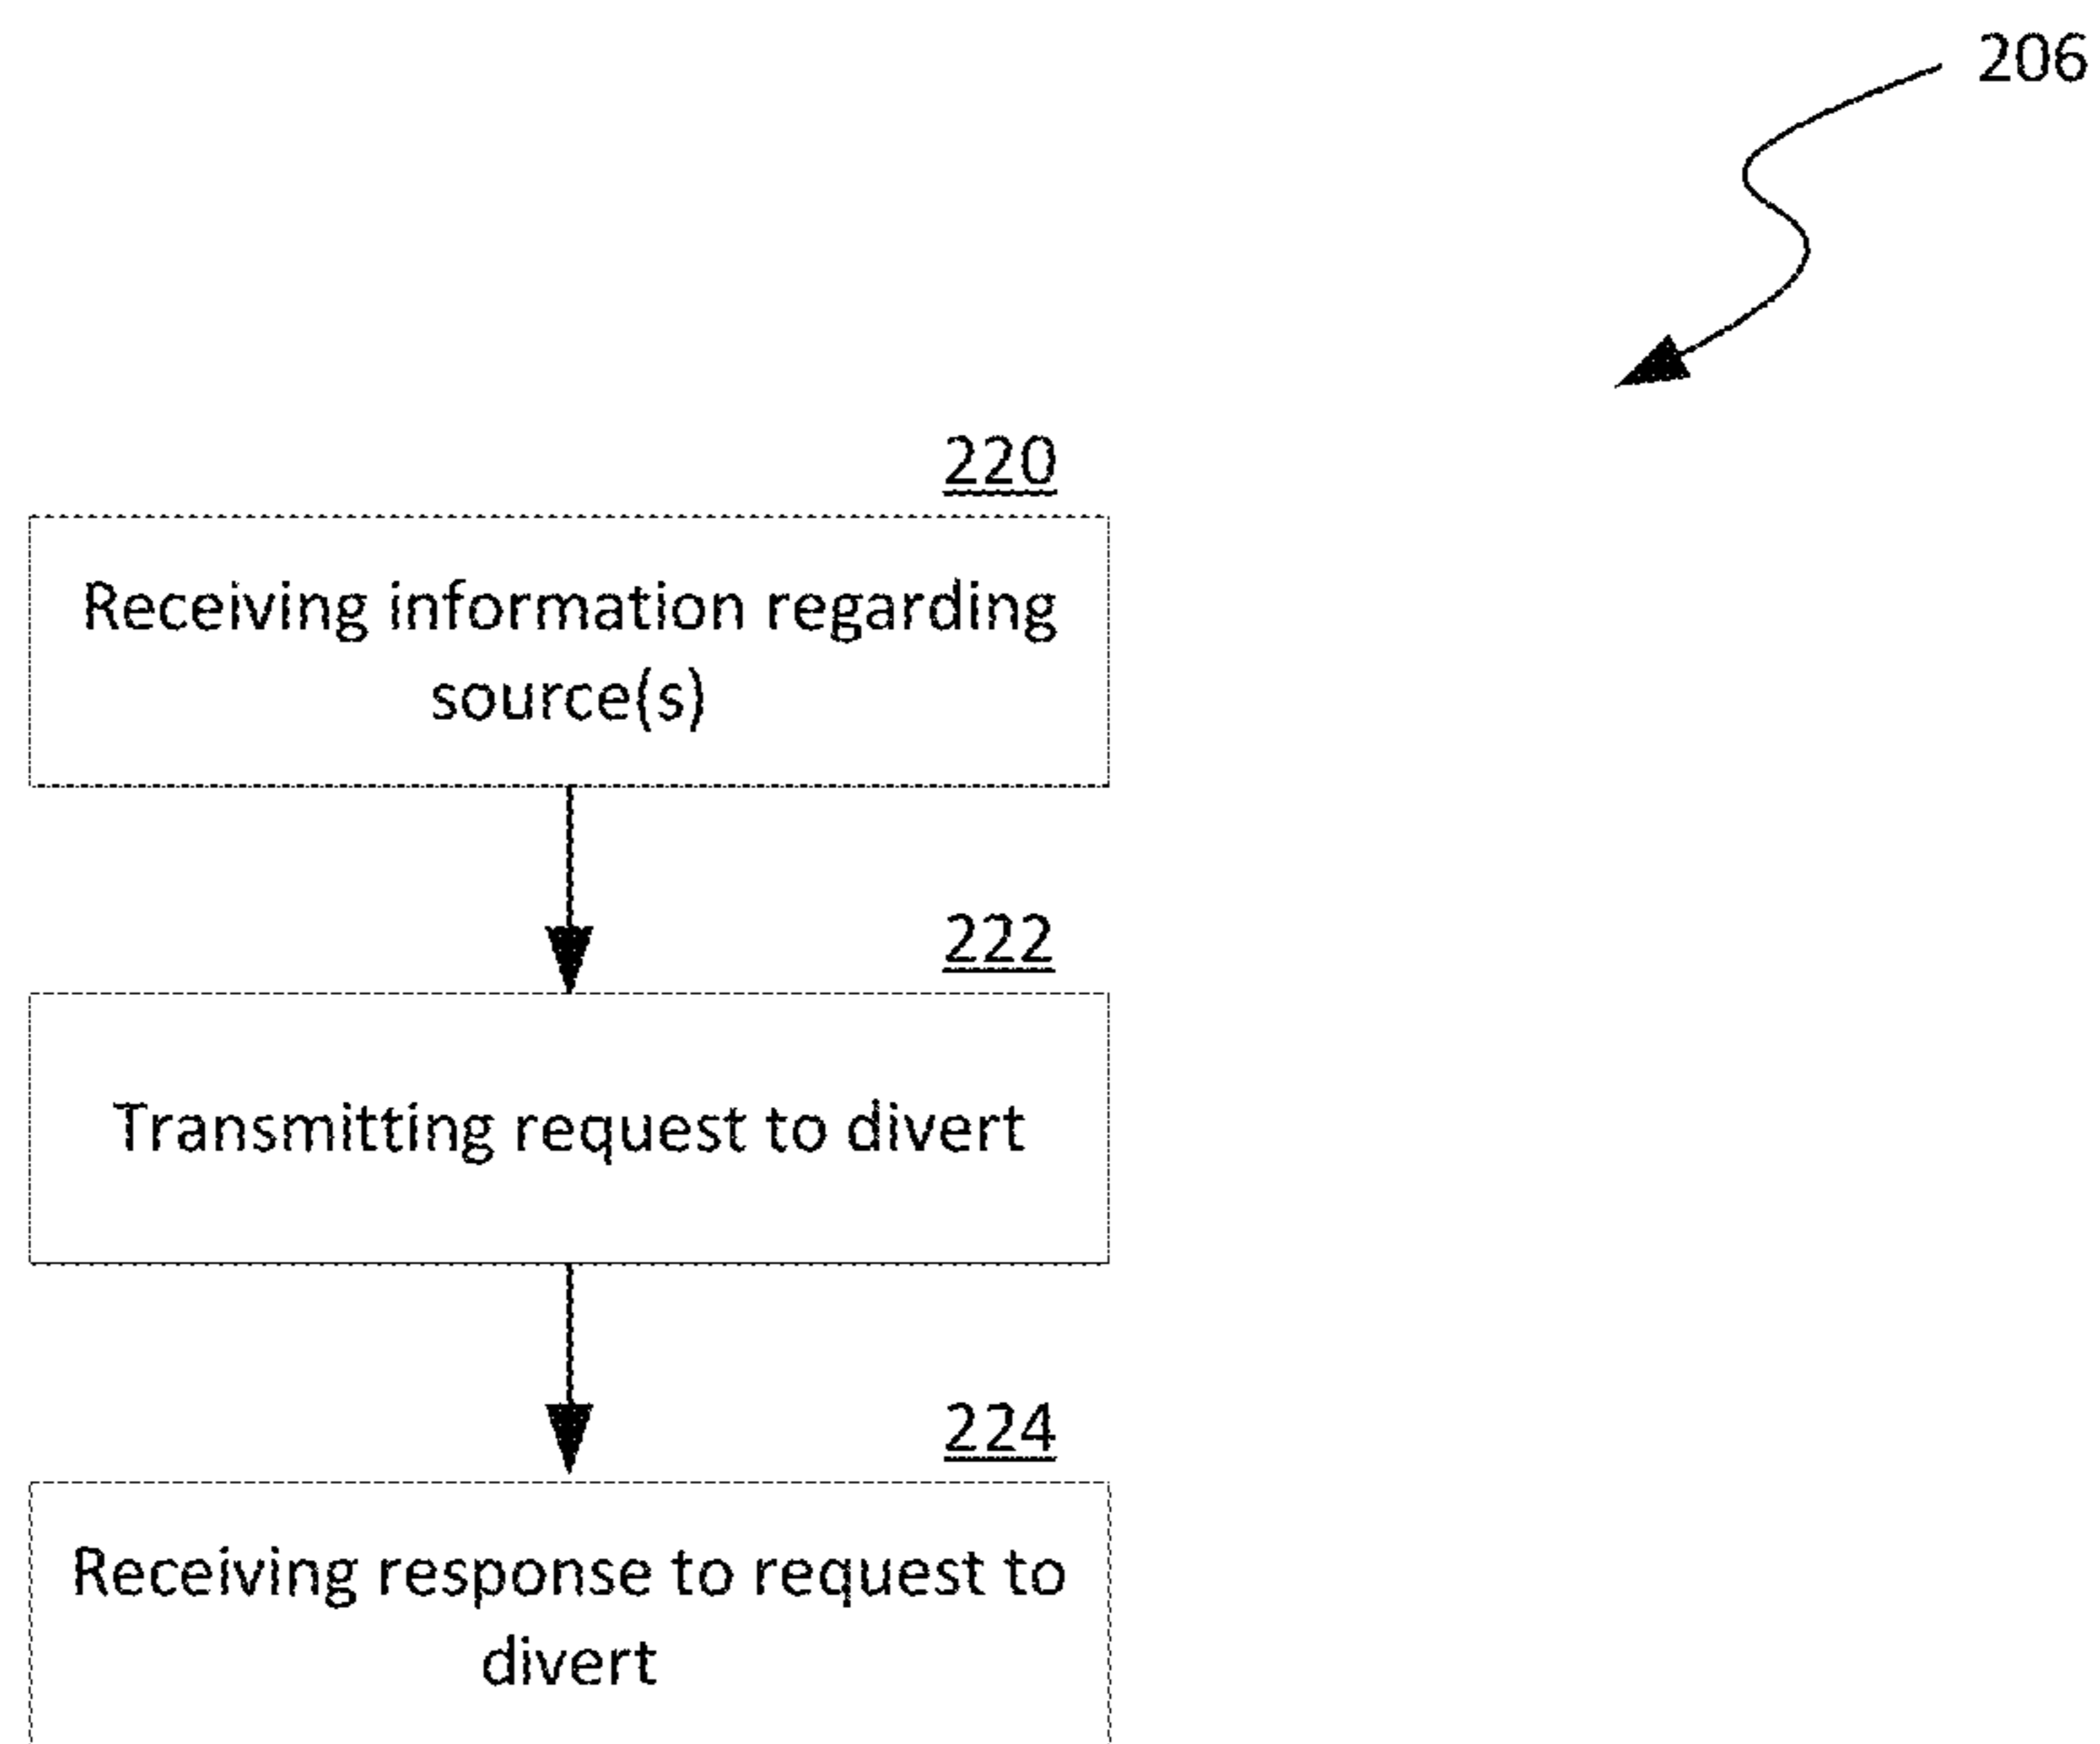 206
220
Receiving information regarding
source(s)
222
Transmitting request to divert
224
Receiving response to request to
divert